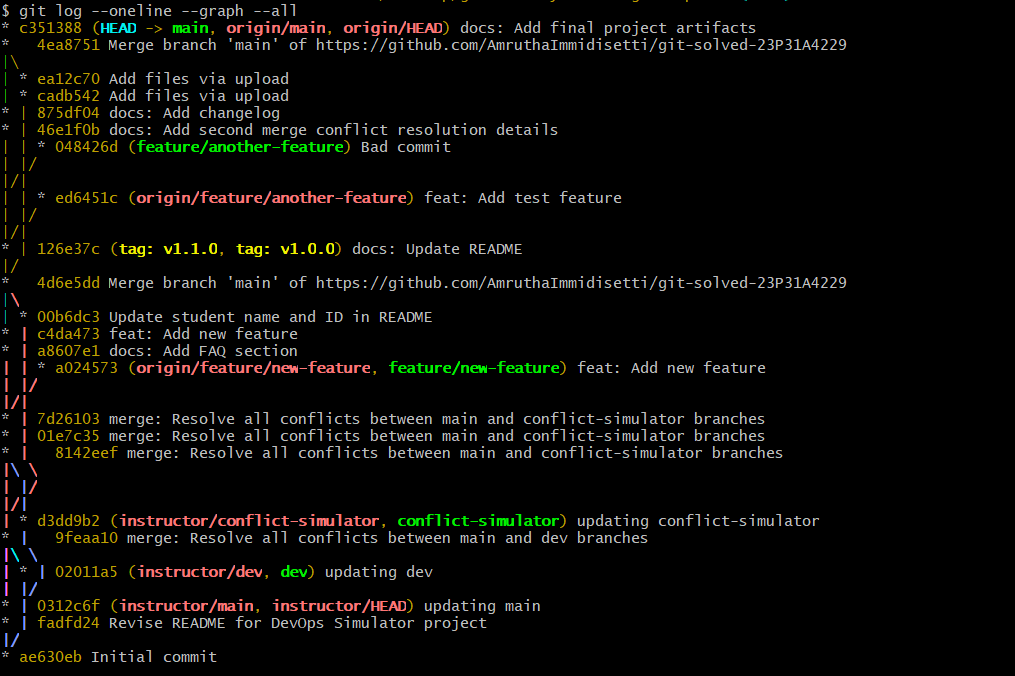 $ git log --oneline --graph --all
* c351388 (HEAD -> main, origin/main, origin/HEAD) docs: Add final project artifacts
*   4ea8751 Merge branch 'main' of https://github.com/AmruthaImmidisetti/git-solved-23P31A4229
|\
| * ea12c70 Add files via upload
| * cadb542 Add files via upload
* | 875df04 docs: Add changelog
* | 46e1f0b docs: Add second merge conflict resolution details
| | * 048426d (feature/another-feature) Bad commit
| |/
|/|
| | * ed6451c (origin/feature/another-feature) feat: Add test feature
| |/
|/|
* | 126e37c (tag: v1.1.0, tag: v1.0.0) docs: Update README
|/
*   4d6e5dd Merge branch 'main' of https://github.com/AmruthaImmidisetti/git-solved-23P31A4229
|\
| * 00b6dc3 Update student name and ID in README
* | c4da473 feat: Add new feature
* | a8607e1 docs: Add FAQ section
| | * a024573 (origin/feature/new-feature, feature/new-feature) feat: Add new feature
| |/
|/|
* | 7d26103 merge: Resolve all conflicts between main and conflict-simulator branches
* | 01e7c35 merge: Resolve all conflicts between main and conflict-simulator branches
* |   8142eef merge: Resolve all conflicts between main and conflict-simulator branches
|\ \
| |/
|/|
| * d3dd9b2 (instructor/conflict-simulator, conflict-simulator) updating conflict-simulator
* |   9feaa10 merge: Resolve all conflicts between main and dev branches
|\ \
| * | 02011a5 (instructor/dev, dev) updating dev
| |/
* | 0312c6f (instructor/main, instructor/HEAD) updating main
* | fadfd24 Revise README for DevOps Simulator project
|/
* ae630eb Initial commit